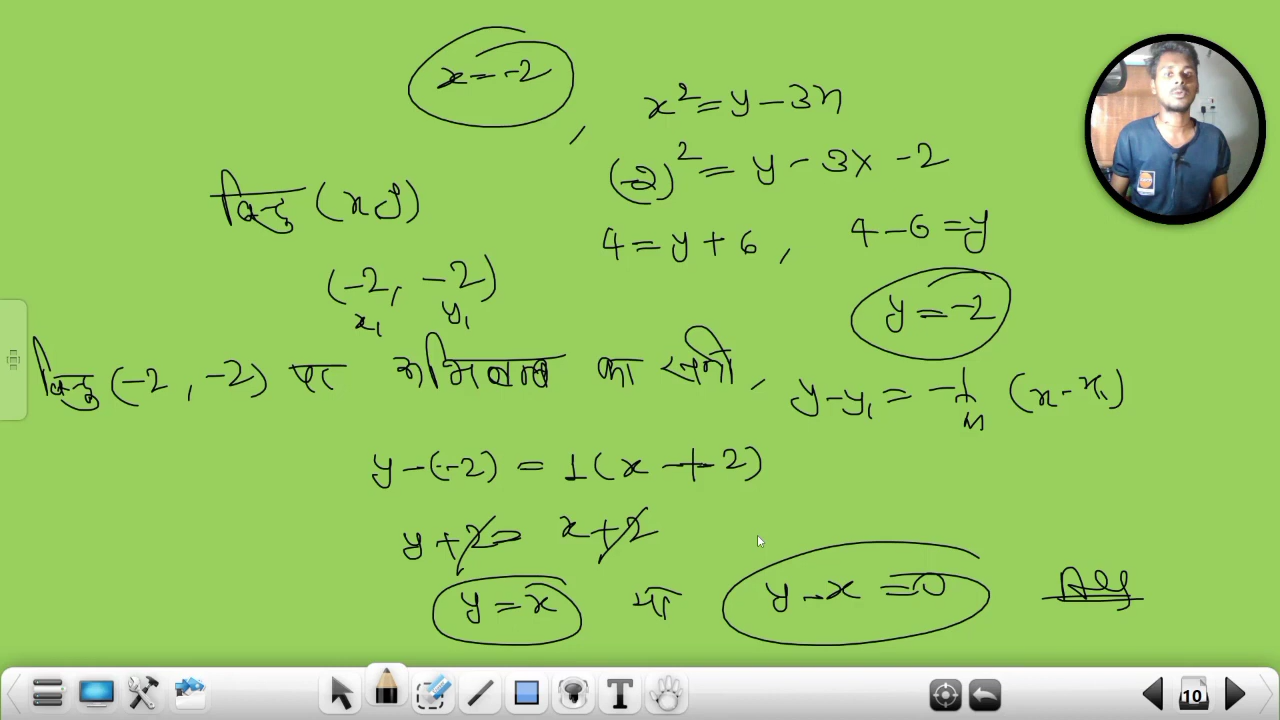 x = -2
, x² = y - 3x
(-2)² = y - 3x - 2
बिन्दु (x y)
4 = y + 6 , 4 - 6 = y
(-2, -2)
x₁ y₁
y = -2
बिन्दु (-2, -2) पर अभिलम्ब का समी, y - y₁ = -1/m (x - x₁)
y - (-2) = 1(x + 2)
y + 2 = x + 2
y = x या y - x = 0 Ans
10